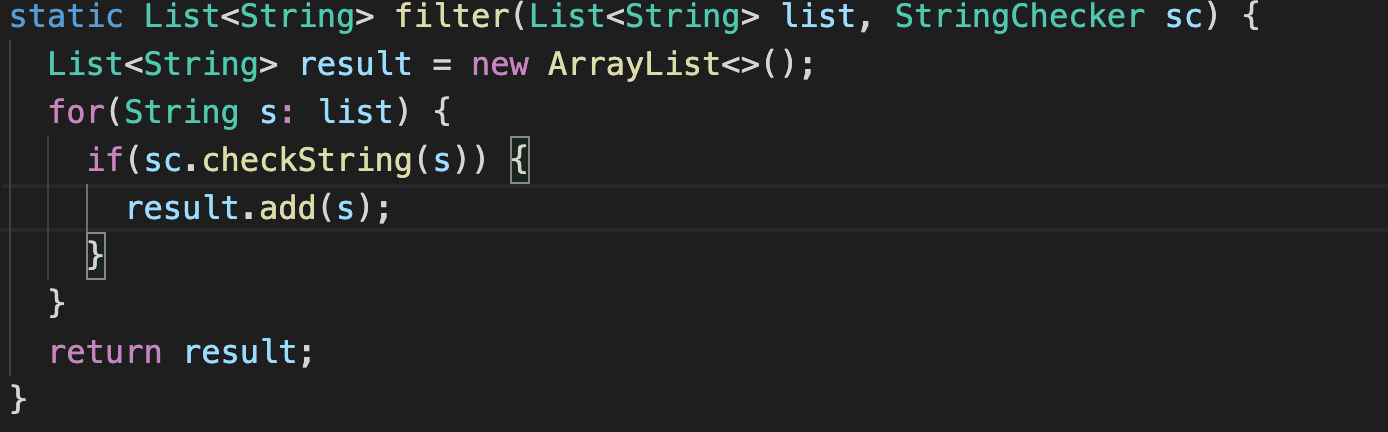 static List<String> filter(List<String> list, StringChecker sc) {
  List<String> result = new ArrayList<>();
  for(String s: list) {
    if(sc.checkString(s)) {
      result.add(s);
    }
  }
  return result;
}